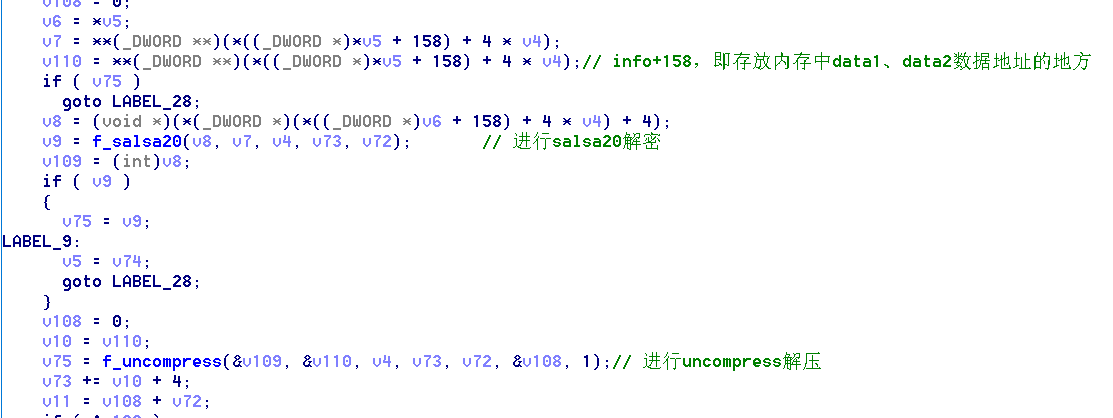 v108 = 0;
v6 = *v5;
v7 = **(_DWORD **)(*((_DWORD *)*v5 + 158) + 4 * v4);
v110 = **(_DWORD **)(*((_DWORD *)*v5 + 158) + 4 * v4);// info+158，即存放内存中data1、data2数据地址的地方
if ( v75 )
goto LABEL_28;
v8 = (void *)(*(_DWORD *)(*((_DWORD *)v6 + 158) + 4 * v4) + 4);
v9 = f_salsa20(v8, v7, v4, v73, v72); // 进行salsa20解密
v109 = (int)v8;
if ( v9 )
{
v75 = v9;
LABEL_9:
v5 = v74;
goto LABEL_28;
}
v108 = 0;
v10 = v110;
v75 = f_uncompress(&v109, &v110, v4, v73, v72, &v108, 1);// 进行uncompress解压
v73 += v10 + 4;
v11 = v108 + v72;